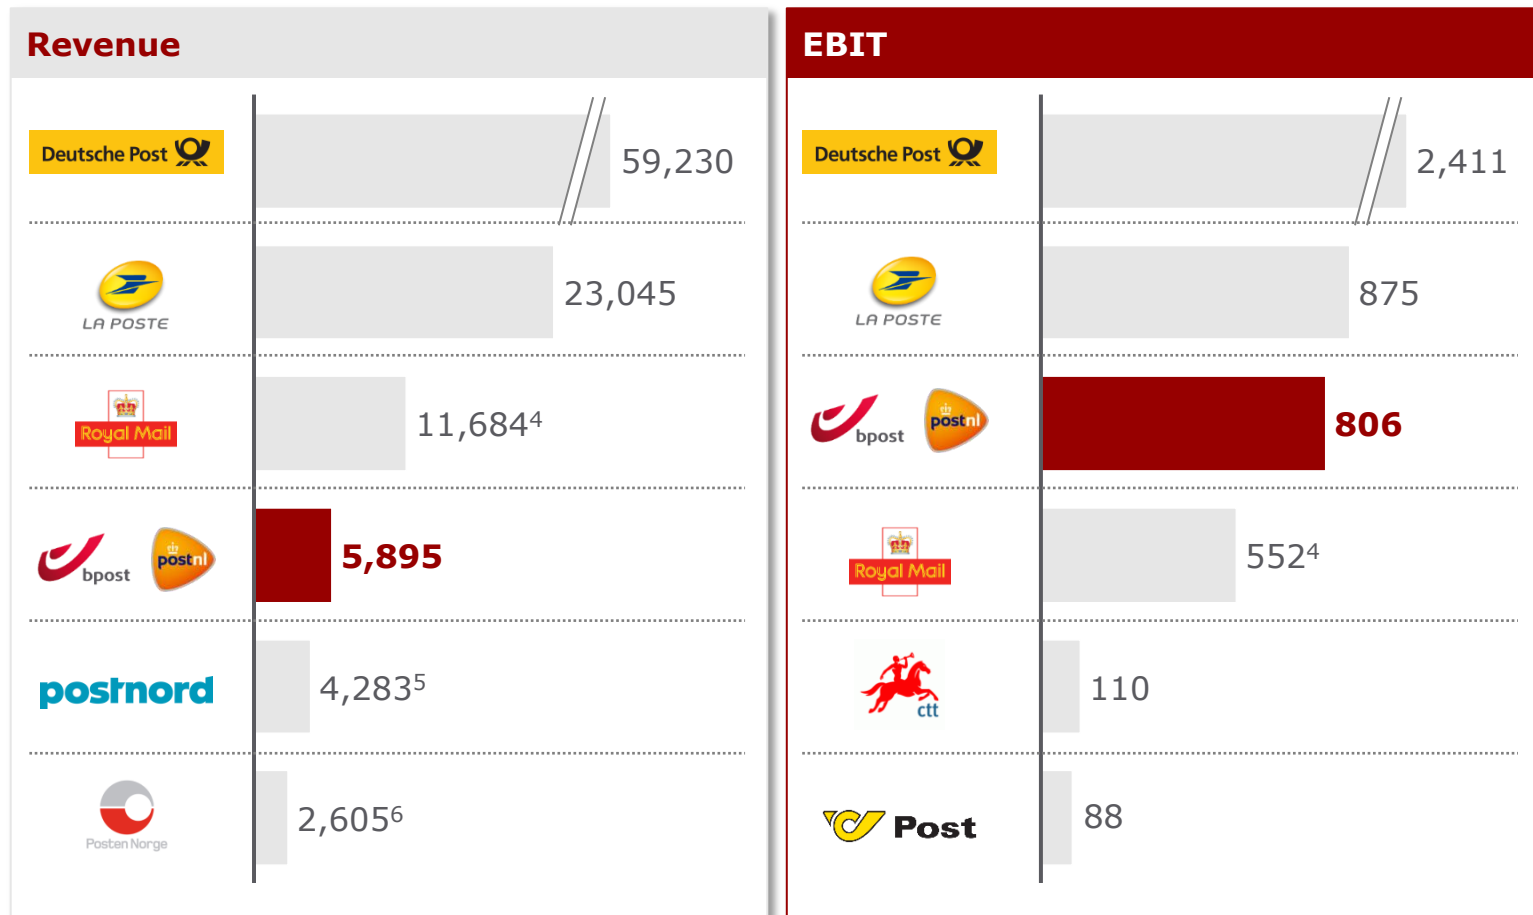 Revenue
Deutsche Post
59,230
LA POSTE
23,045
Royal Mail
11,684⁴
bpost postnl
5,895
postnord
4,283⁵
Posten Norge
2,605⁶
EBIT
Deutsche Post
2,411
LA POSTE
875
bpost postnl
806
Royal Mail
552⁴
ctt
110
Post
88